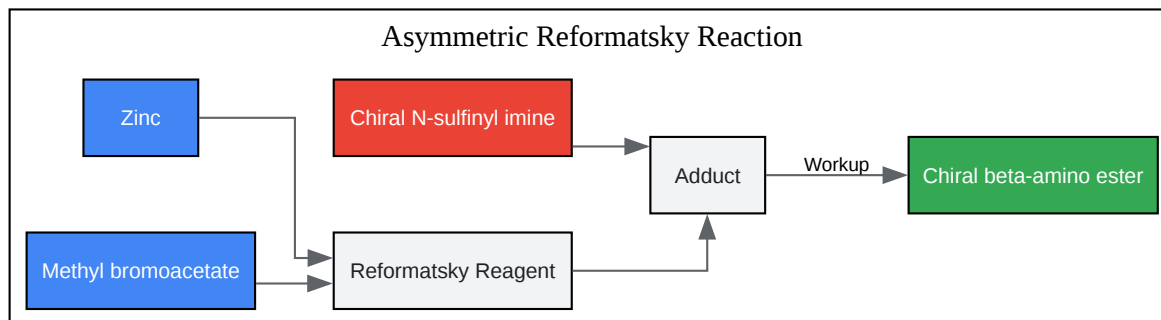 Asymmetric Reformatsky Reaction
Zinc
Chiral N-sulfinyl imine
Adduct
Workup
Chiral beta-amino ester
Methyl bromoacetate
Reformatsky Reagent